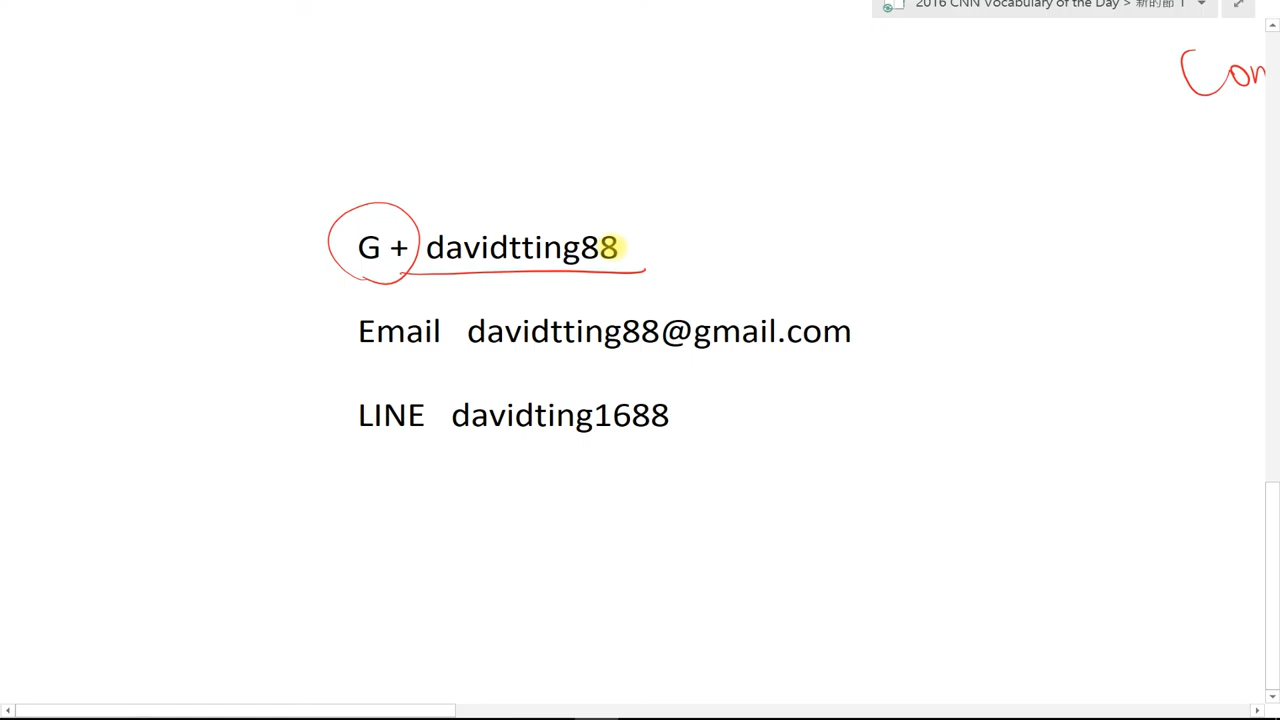 2016 CNN Vocabulary of the Day > 新的節 1
G + davidtting88
Email davidtting88@gmail.com
LINE davidting1688